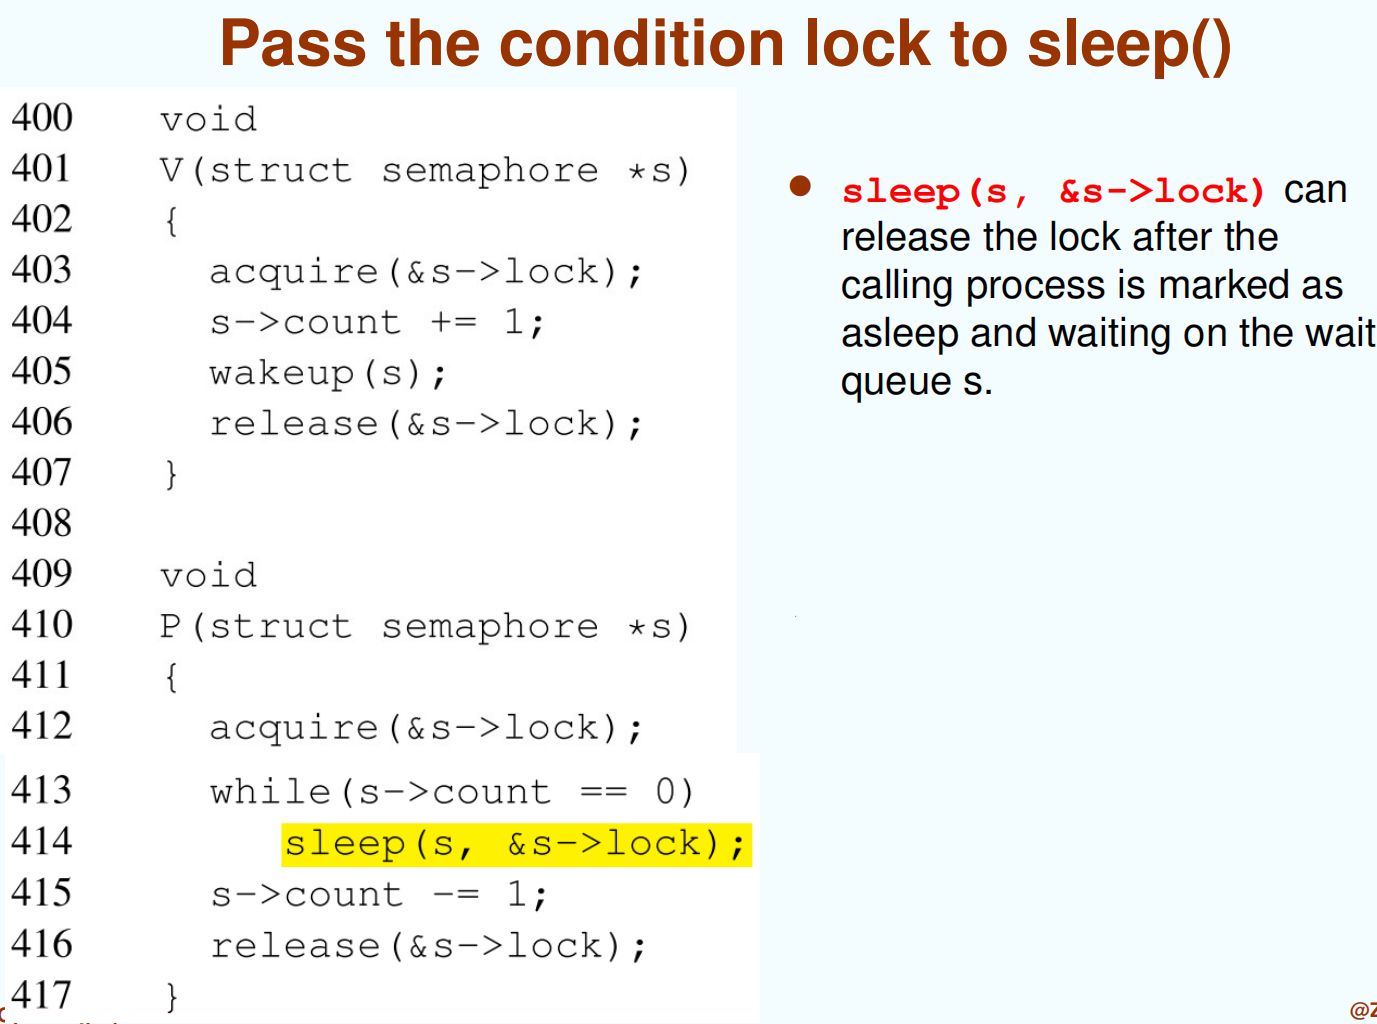 Pass the condition lock to sleep()
400 void
401 V(struct semaphore *s)
402 {
403 acquire(&s->lock);
404 s->count += 1;
405 wakeup(s);
406 release(&s->lock);
407 }
408
409 void
410 P(struct semaphore *s)
411 {
412 acquire(&s->lock);
413 while(s->count == 0)
414 sleep(s, &s->lock);
415 s->count -= 1;
416 release(&s->lock);
417 }
● sleep(s, &s->lock) can
release the lock after the
calling process is marked as
asleep and waiting on the wait
queue s.